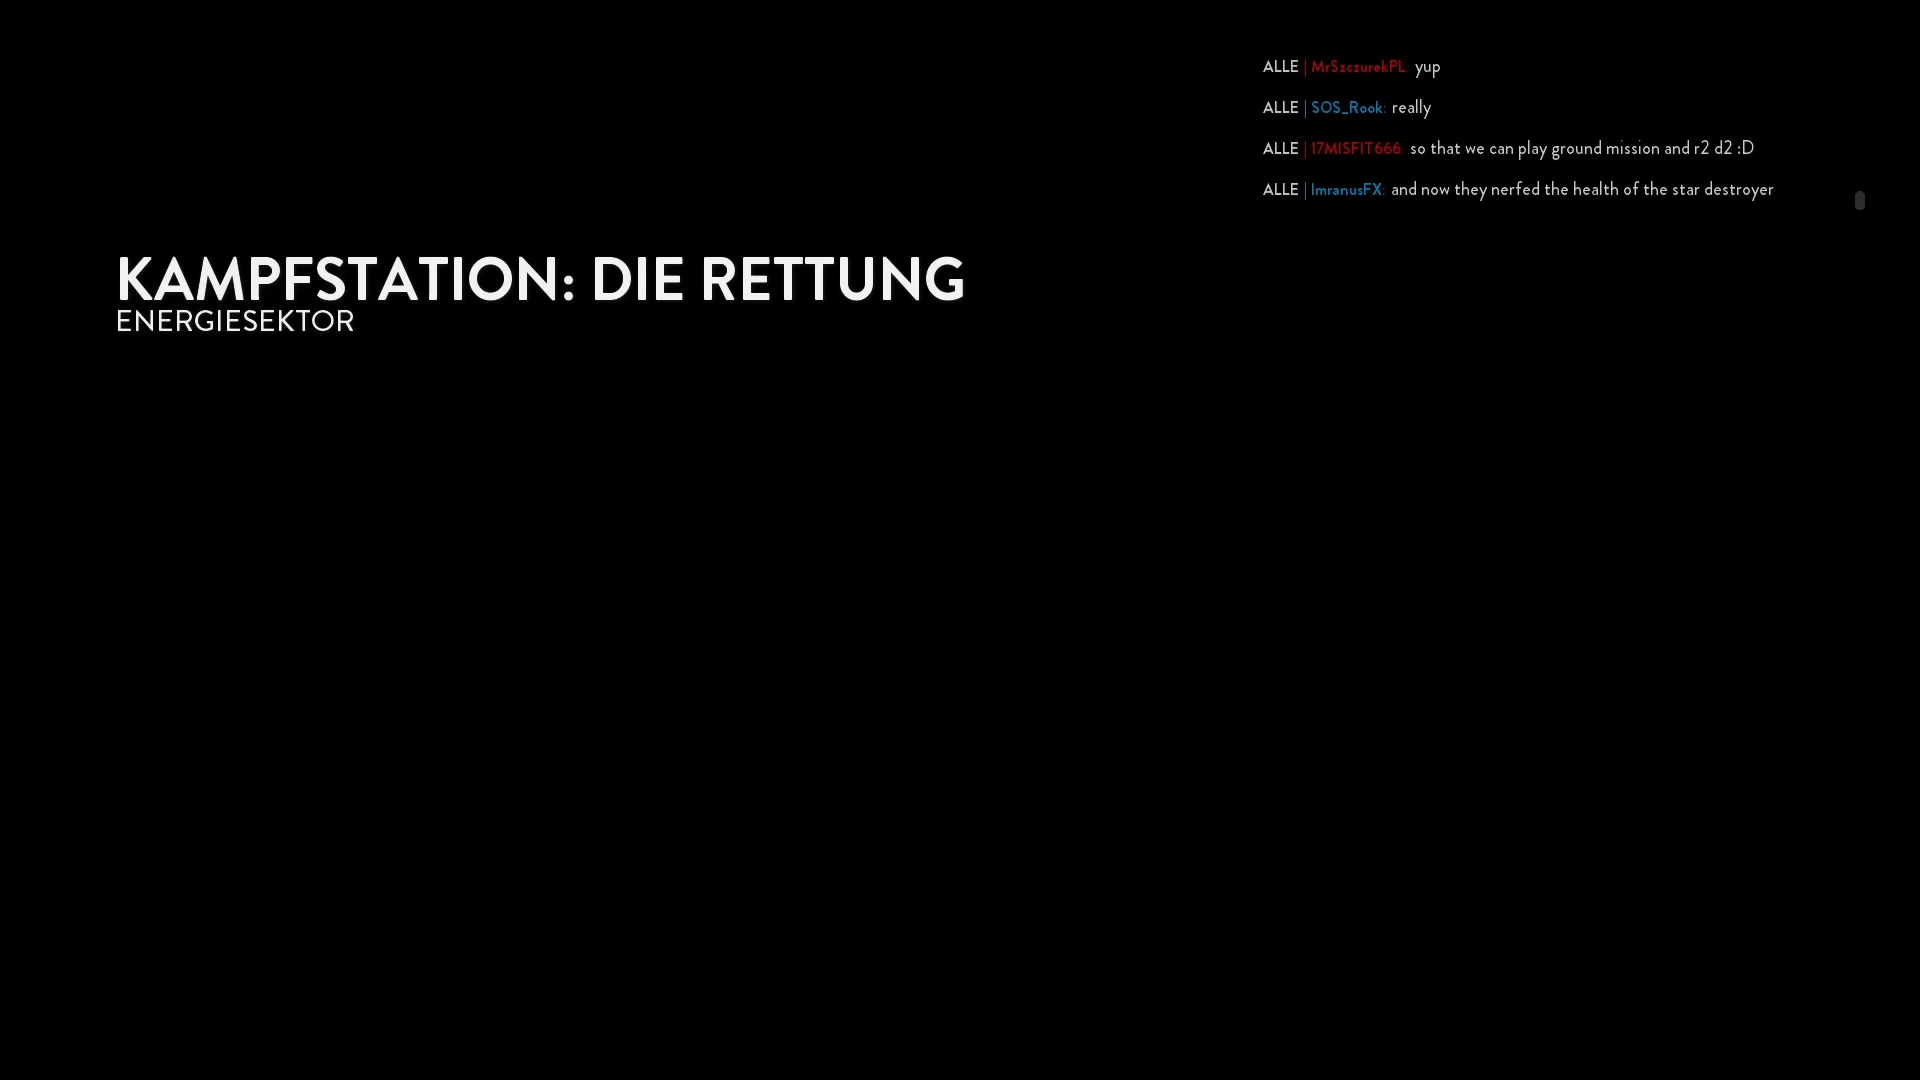 ALLE | MrSzczurekPL: yup
ALLE | SOS_Rook: really
ALLE | 17MISFIT666: so that we can play ground mission and r2 d2 :D
ALLE | ImranusFX: and now they nerfed the health of the star destroyer
KAMPFSTATION: DIE RETTUNG
ENERGIESEKTOR